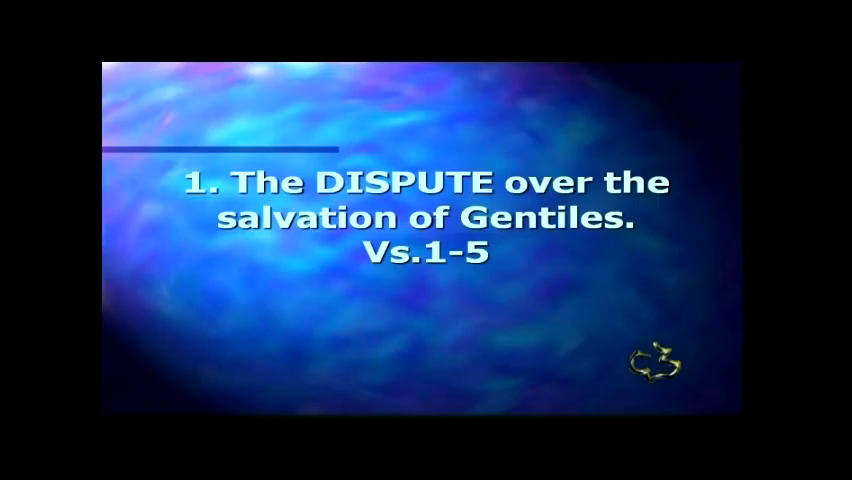 1. The DISPUTE over the
salvation of Gentiles.
Vs.1-5